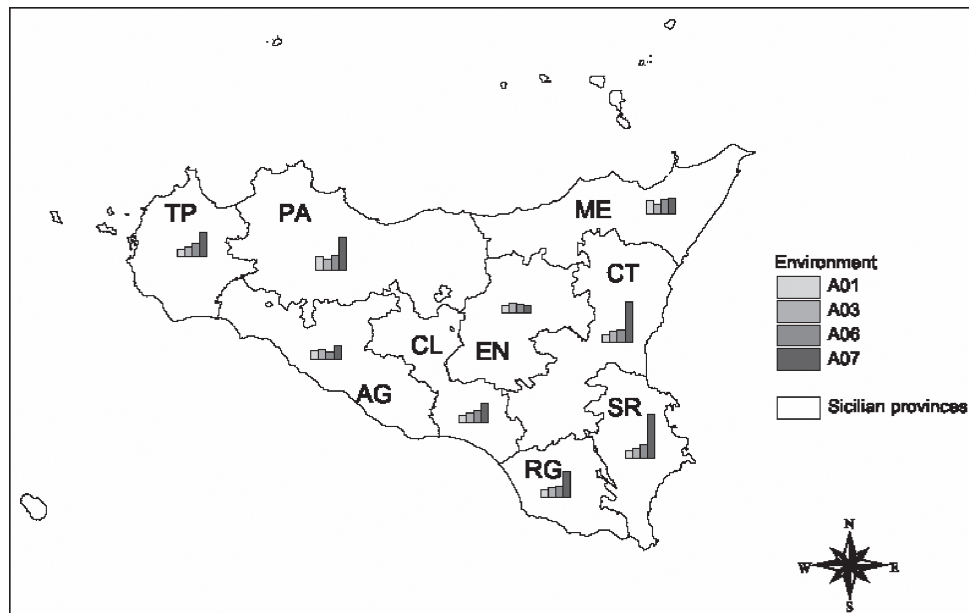 TP
PA
ME
CT
CL
EN
AG
SR
RG
Environment
A01
A03
A06
A07
Sicilian provinces
N
W
E
S